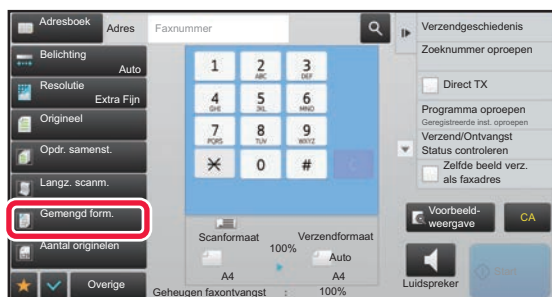 Adresboek
Adres
Faxnummer
Belichting
Auto
Resolutie
Extra Fijn
Origineel
Opdr. samenst.
Langz. scanm.
Gemengd form.
Aantal originelen
Overige
1
2
ABC
3
DEF
4
GHI
5
JKL
6
MNO
7
PQRS
8
TUV
9
WXYZ
0
#
Scanformaat
100%
Verzendformaat
Auto
A4
A4
Geheugen faxontvangst : 100%
Verzendgeschiedenis
Zoeknummer oproepen
Direct TX
Programma oproepen
Geregistreerde inst. oproepen
Verzend/Ontvangst
Status controleren
Zelfde beeld verz.
als faxadres
Voorbeeld-
weergave
CA
Luidspreker
Start